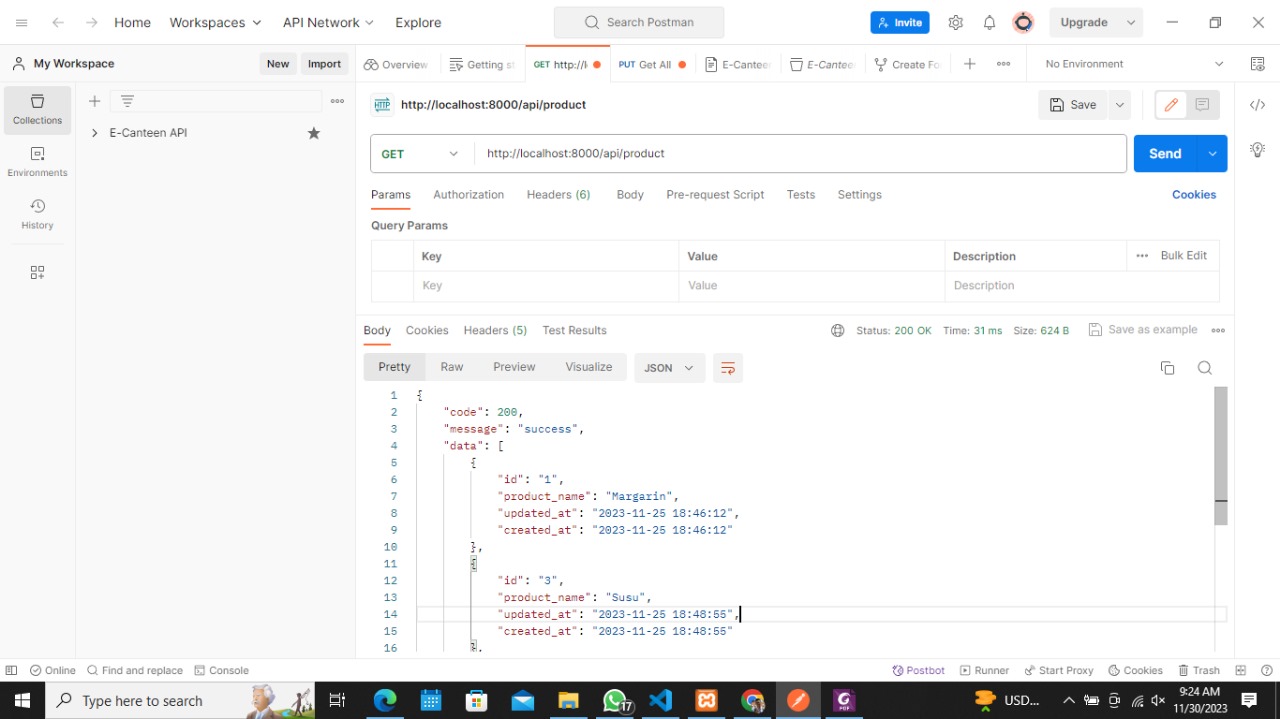 Home Workspaces API Network Explore Search Postman Invite Upgrade
My Workspace New Import Overview Getting st GET http://l PUT Get All E-Canteen E-Cantee Create Fo No Environment
Collections
Environments
History
E-Canteen API
HTTP http://localhost:8000/api/product Save
GET http://localhost:8000/api/product Send
Params Authorization Headers (6) Body Pre-request Script Tests Settings Cookies
Query Params
Key Value Description Bulk Edit
Key Value Description
Body Cookies Headers (5) Test Results Status: 200 OK Time: 31 ms Size: 624 B Save as example
Pretty Raw Preview Visualize JSON
1 {
2 "code": 200,
3 "message": "success",
4 "data": [
5 {
6 "id": "1",
7 "product_name": "Margarin",
8 "updated_at": "2023-11-25 18:46:12",
9 "created_at": "2023-11-25 18:46:12"
10 },
11 {
12 "id": "3",
13 "product_name": "Susu",
14 "updated_at": "2023-11-25 18:48:55",
15 "created_at": "2023-11-25 18:48:55"
16 },
Online Find and replace Console Postbot Runner Start Proxy Cookies Trash
Type here to search 17 USD... 9:24 AM
11/30/2023